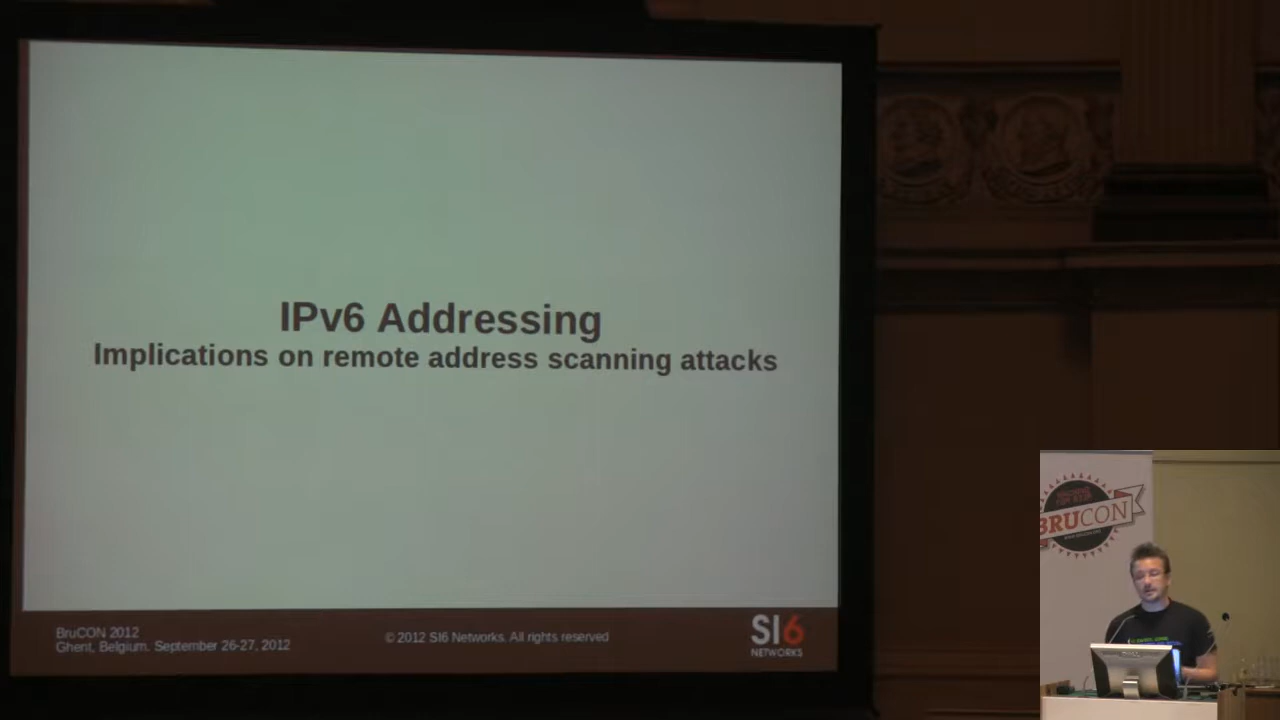 IPv6 Addressing
Implications on remote address scanning attacks
BruCON 2012
Ghent, Belgium. September 26-27, 2012
© 2012 SI6 Networks. All rights reserved
SI6
NETWORKS
BRUCON